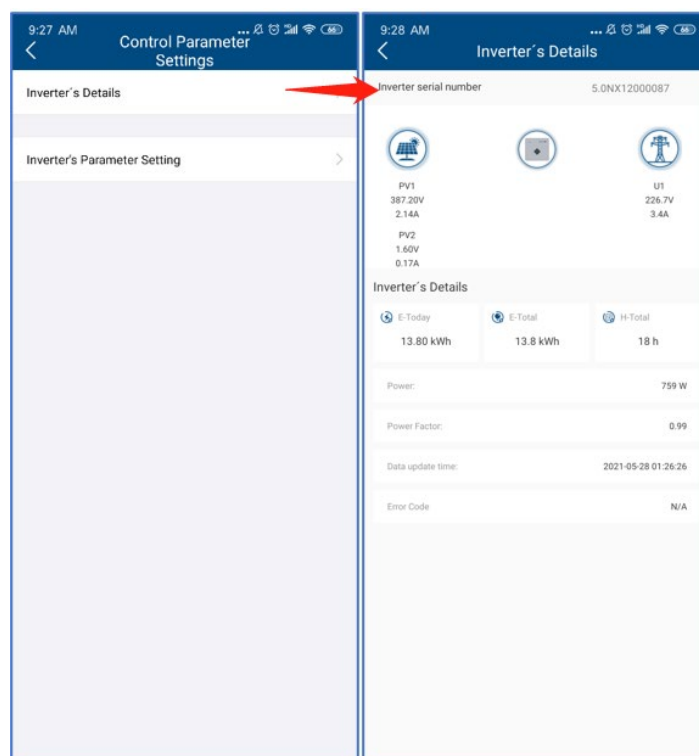 9:27 AM
66
Control Parameter
Settings
Inverter´s Details
Inverter's Parameter Setting
9:28 AM
66
Inverter´s Details
Inverter serial number
5.0NX12000087
PV1
387.20V
2.14A
PV2
1.60V
0.17A
U1
226.7V
3.4A
Inverter´s Details
E-Today
13.80 kWh
E-Total
13.8 kWh
H-Total
18 h
Power:
759 W
Power Factor:
0.99
Data update time:
2021-05-28 01:26:26
Error Code
N/A